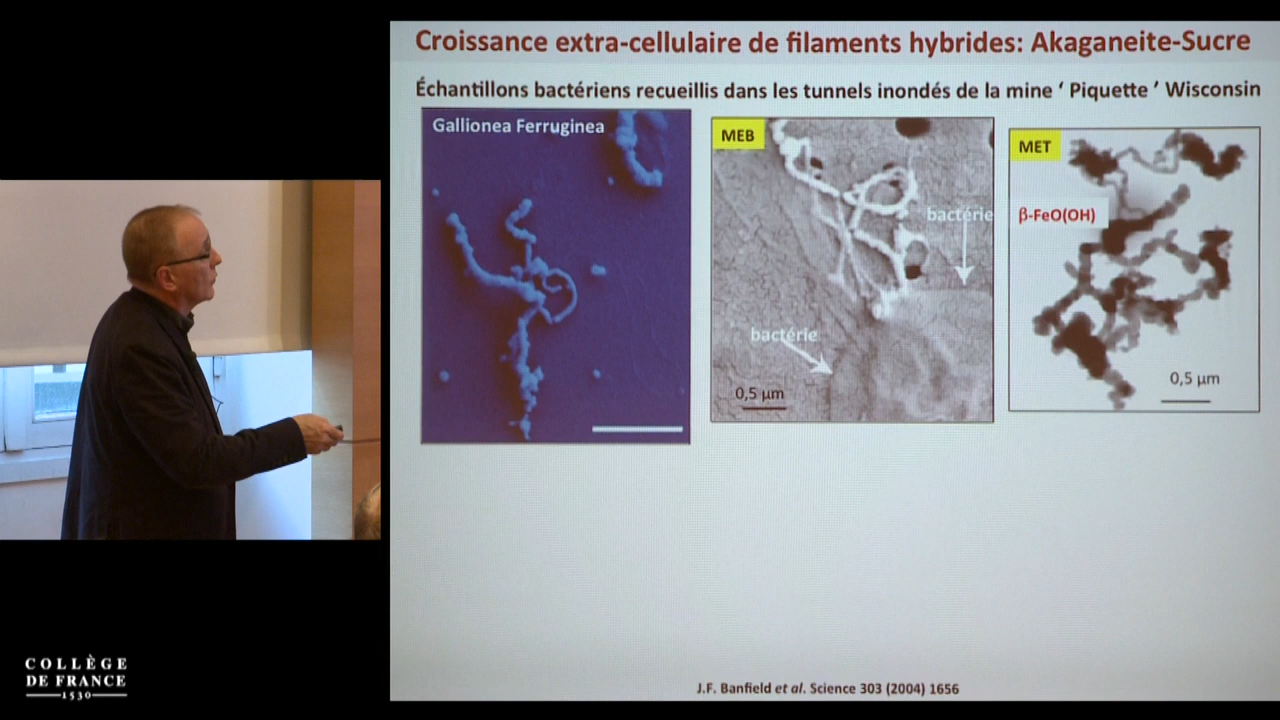 Croissance extra-cellulaire de filaments hybrides: Akaganeite-Sucre
Échantillons bactériens recueillis dans les tunnels inondés de la mine ‘ Piquette ’ Wisconsin
Gallionea Ferruginea
MEB
bactérie
bactérie
0,5 µm
MET
β-FeO(OH)
0,5 µm
J.F. Banfield et al. Science 303 (2004) 1656
COLLÈGE
DE FRANCE
1530